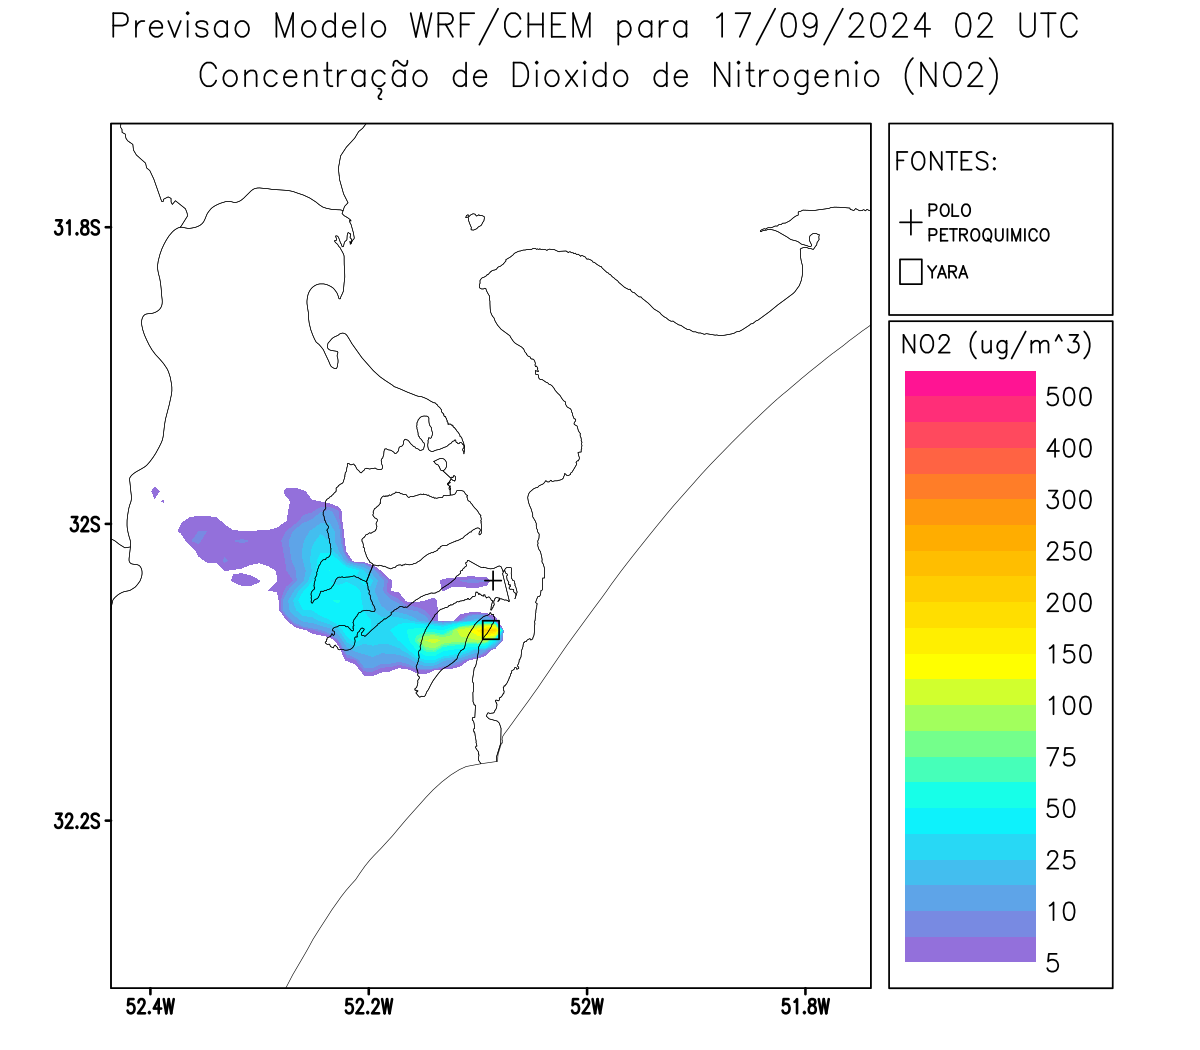 Previsao Modelo WRF/CHEM para 17/09/2024 02 UTC
Concentração de Dioxido de Nitrogenio (NO2)
FONTES:
POLO
PETROQUIMICO
YARA
NO2 (ug/m^3)
500
400
300
250
200
150
100
75
50
25
10
5
31.8S
32S
32.2S
52.4W
52.2W
52W
51.8W